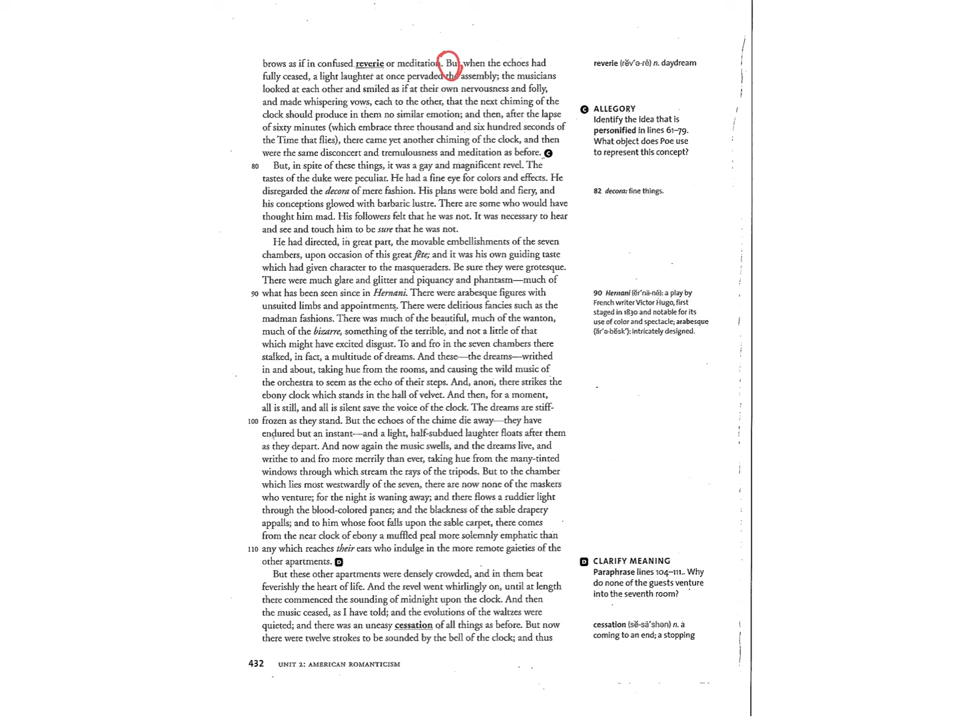 brows as if in confused reverie or meditation. But when the echoes had
fully ceased, a light laughter at once pervaded the assembly; the musicians
looked at each other and smiled as if at their own nervousness and folly,
and made whispering vows, each to the other, that the next chiming of the
clock should produce in them no similar emotion; and then, after the lapse
of sixty minutes (which embrace three thousand and six hundred seconds of
the Time that flies), there came yet another chiming of the clock, and then
were the same disconcert and tremulousness and meditation as before. C
80 But, in spite of these things, it was a gay and magnificent revel. The
tastes of the duke were peculiar. He had a fine eye for colors and effects. He
disregarded the decora of mere fashion. His plans were bold and fiery, and
his conceptions glowed with barbaric lustre. There are some who would have
thought him mad. His followers felt that he was not. It was necessary to hear
and see and touch him to be sure that he was not.
He had directed, in great part, the movable embellishments of the seven
chambers, upon occasion of this great fête; and it was his own guiding taste
which had given character to the masqueraders. Be sure they were grotesque.
There were much glare and glitter and piquancy and phantasm—much of
90 what has been seen since in Hernani. There were arabesque figures with
unsuited limbs and appointments. There were delirious fancies such as the
madman fashions. There was much of the beautiful, much of the wanton,
much of the bizarre, something of the terrible, and not a little of that
which might have excited disgust. To and fro in the seven chambers there
stalked, in fact, a multitude of dreams. And these—the dreams—writhed
in and about, taking hue from the rooms, and causing the wild music of
the orchestra to seem as the echo of their steps. And, anon, there strikes the
ebony clock which stands in the hall of velvet. And then, for a moment,
all is still, and all is silent save the voice of the clock. The dreams are stiff-
100 frozen as they stand. But the echoes of the chime die away—they have
endured but an instant—and a light, half-subdued laughter floats after them
as they depart. And now again the music swells, and the dreams live, and
writhe to and fro more merrily than ever, taking hue from the many-tinted
windows through which stream the rays of the tripods. But to the chamber
which lies most westwardly of the seven, there are now none of the maskers
who venture; for the night is waning away; and there flows a ruddier light
through the blood-colored panes; and the blackness of the sable drapery
appalls; and to him whose foot falls upon the sable carpet, there comes
from the near clock of ebony a muffled peal more solemnly emphatic than
110 any which reaches their ears who indulge in the more remote gaieties of the
other apartments. D
But these other apartments were densely crowded, and in them beat
feverishly the heart of life. And the revel went whirlingly on, until at length
there commenced the sounding of midnight upon the clock. And then
the music ceased, as I have told; and the evolutions of the waltzes were
quieted; and there was an uneasy cessation of all things as before. But now
there were twelve strokes to be sounded by the bell of the clock; and thus
reverie (rĕv′ə-rē) n. daydream
C ALLEGORY
Identify the idea that is
personified in lines 61–79.
What object does Poe use
to represent this concept?
82 decora: fine things.
90 Hernani (ĕr′nä-nē): a play by
French writer Victor Hugo, first
staged in 1830 and notable for its
use of color and spectacle; arabesque
(ăr′ə-bĕsk′): intricately designed.
D CLARIFY MEANING
Paraphrase lines 104–111. Why
do none of the guests venture
into the seventh room?
cessation (sĕ-sā′shən) n. a
coming to an end; a stopping
432 UNIT 2: AMERICAN ROMANTICISM